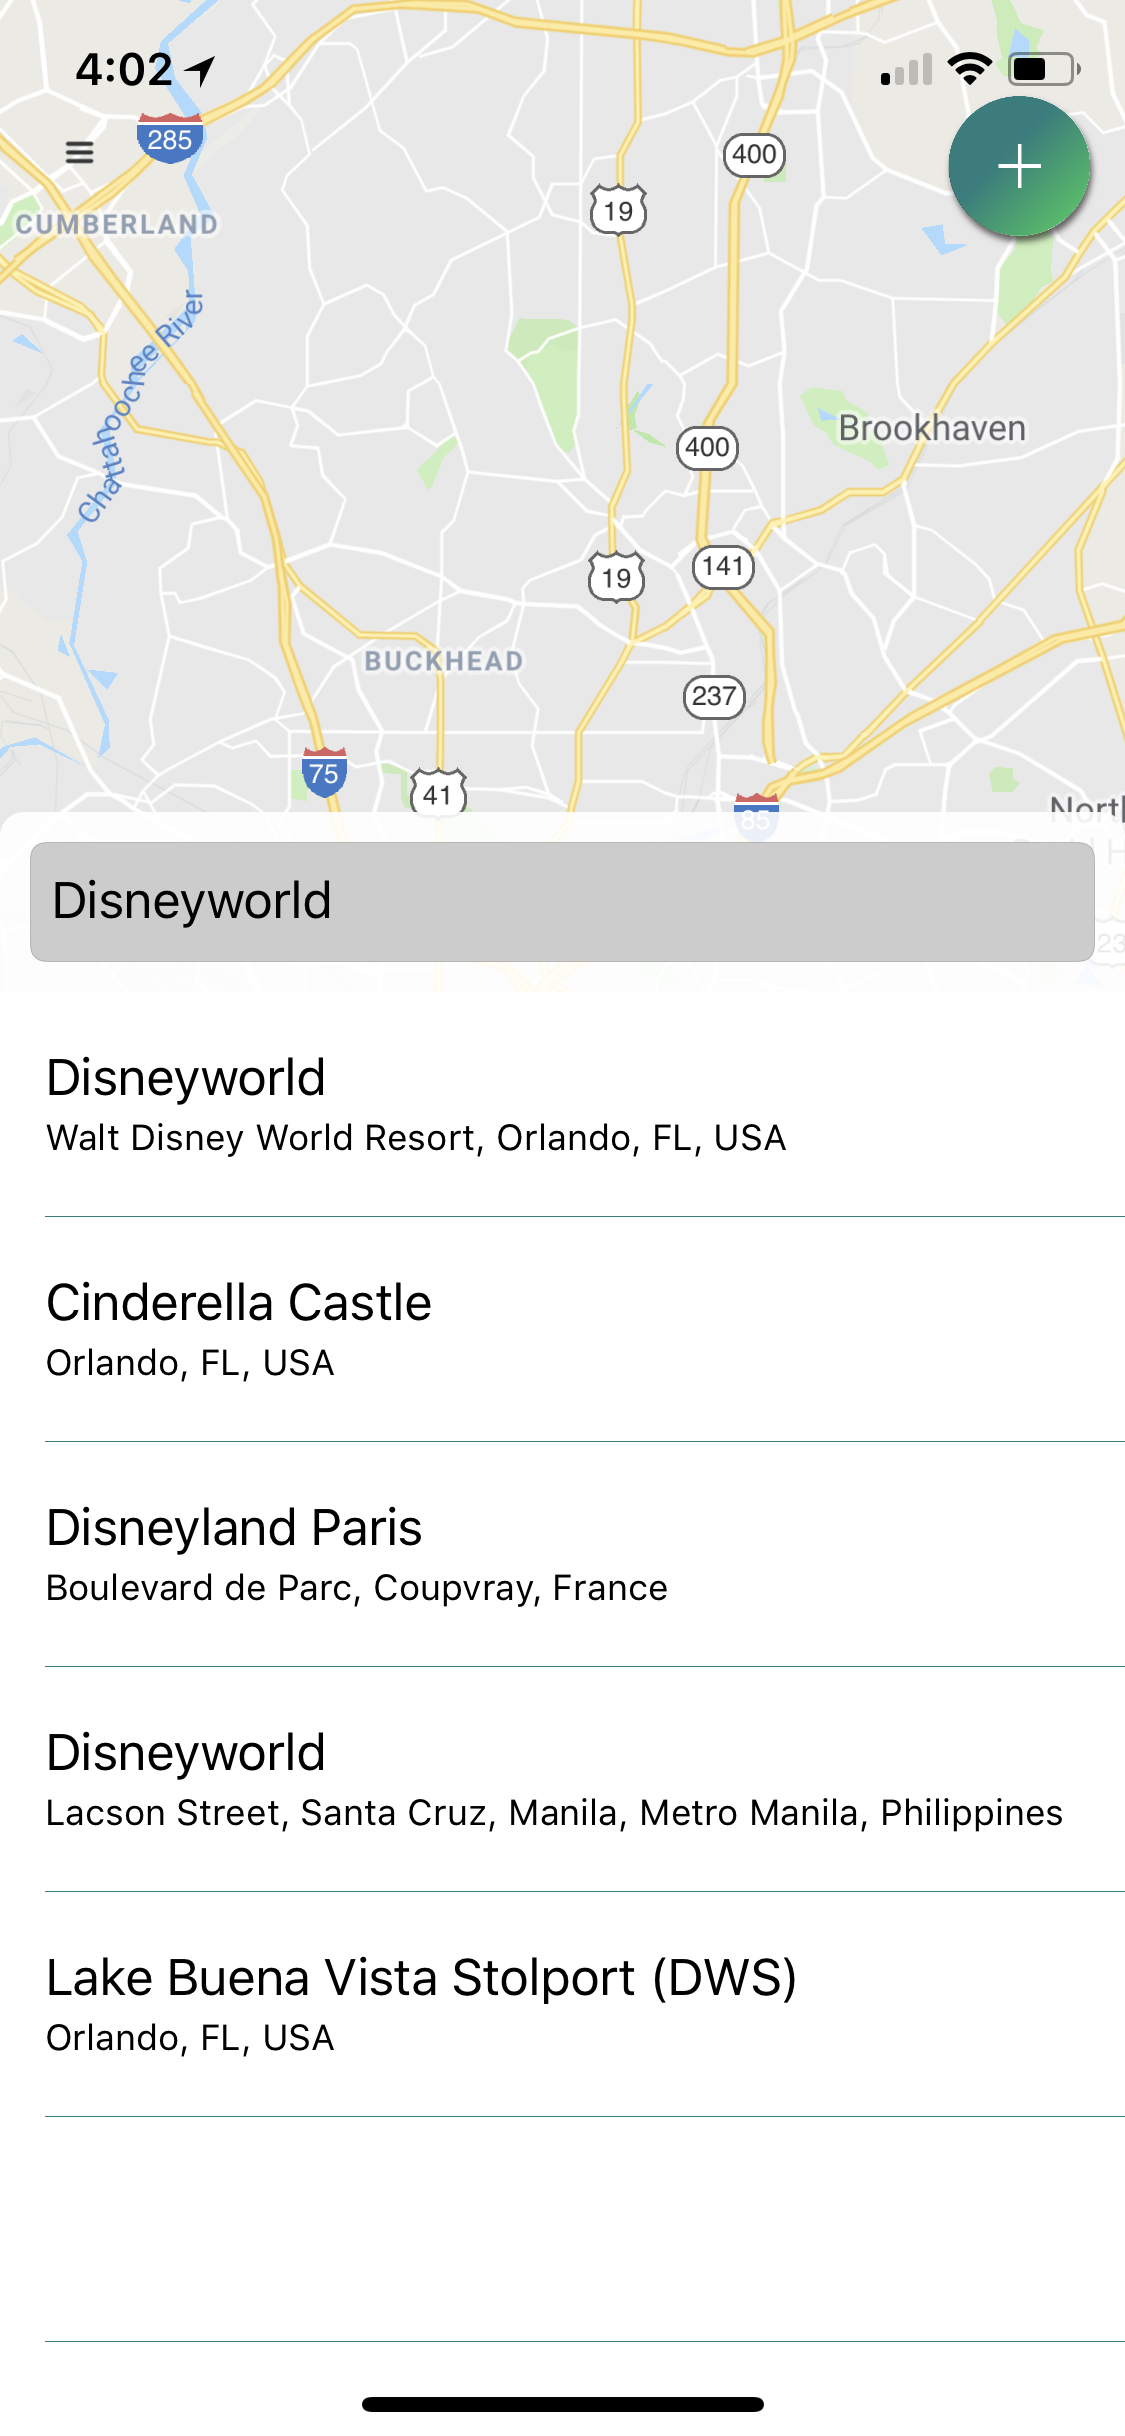 4:02
285
400
19
CUMBERLAND
Chattahoochee River
Brookhaven
400
19
141
BUCKHEAD
237
75
41
85
Disneyworld
23
Disneyworld
Walt Disney World Resort, Orlando, FL, USA
Cinderella Castle
Orlando, FL, USA
Disneyland Paris
Boulevard de Parc, Coupvray, France
Disneyworld
Lacson Street, Santa Cruz, Manila, Metro Manila, Philippines
Lake Buena Vista Stolport (DWS)
Orlando, FL, USA